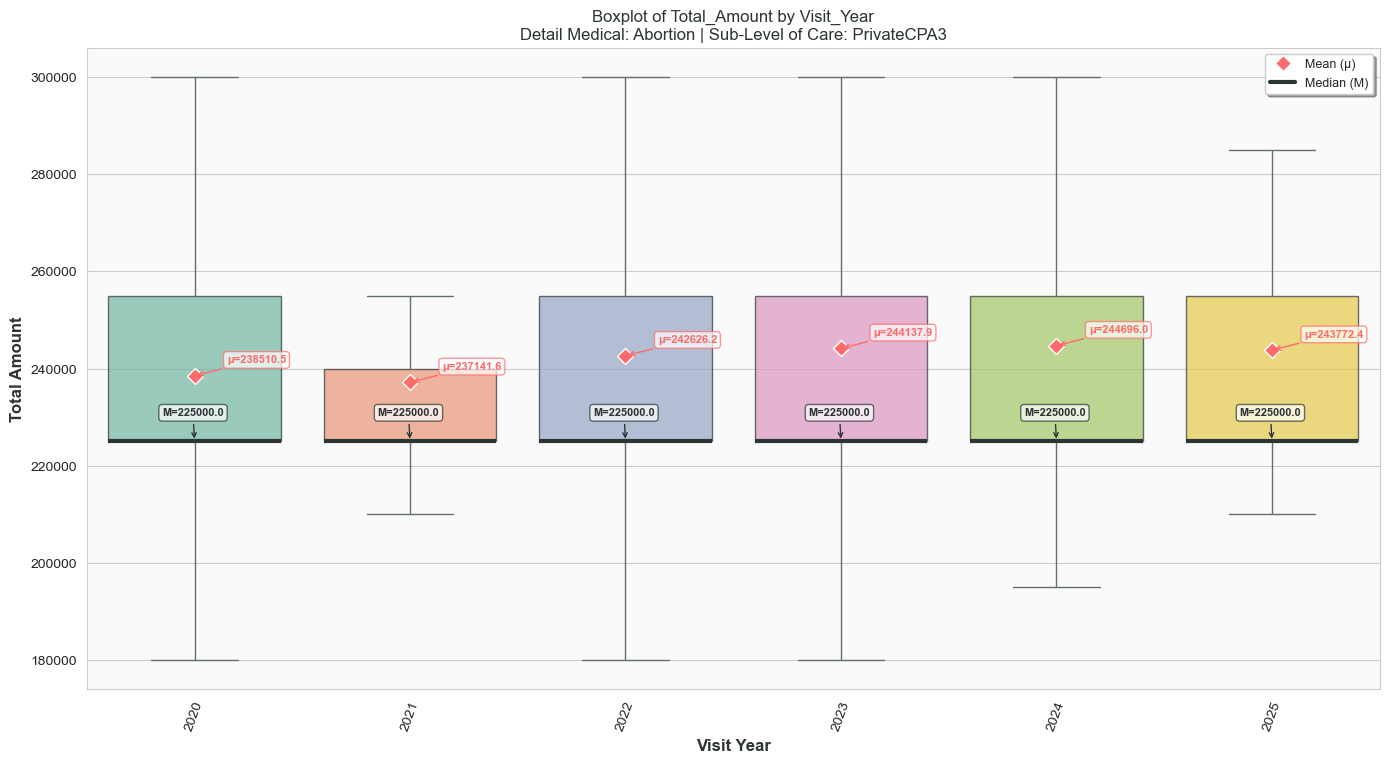 Boxplot of Total_Amount by Visit_Year
Detail Medical: Abortion | Sub-Level of Care: PrivateCPA3
Mean (μ)
Median (M)
Total Amount
300000
280000
260000
240000
220000
200000
180000
μ=238510.5
M=225000.0
μ=237141.6
M=225000.0
μ=242626.2
M=225000.0
μ=244137.9
M=225000.0
μ=244696.0
M=225000.0
μ=243772.4
M=225000.0
2020
2021
2022
2023
2024
2025
Visit Year